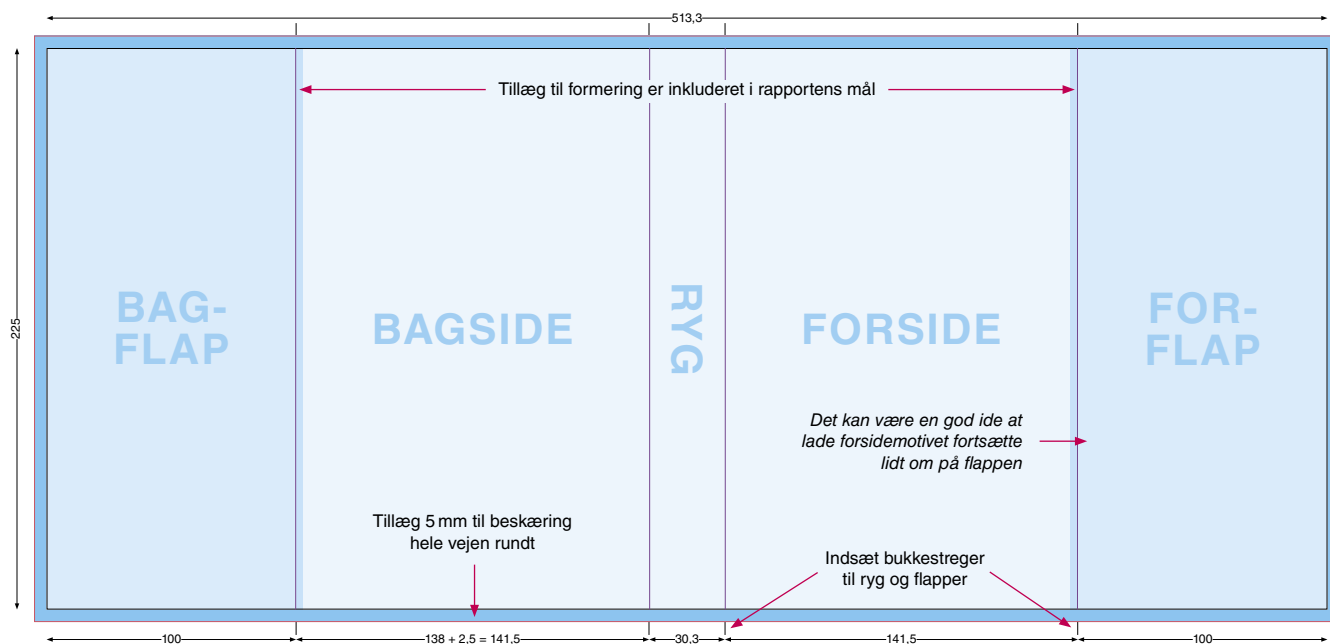 513,3
Tillæg til formering er inkluderet i rapportens mål
225
BAG-
FLAP
BAGSIDE
RYG
FORSIDE
FOR-
FLAP
Det kan være en god ide at
lade forsidemotivet fortsætte
lidt om på flappen
Tillæg 5 mm til beskæring
hele vejen rundt
Indsæt bukkestreger
til ryg og flapper
100
138 + 2,5 = 141,5
30,3
141,5
100